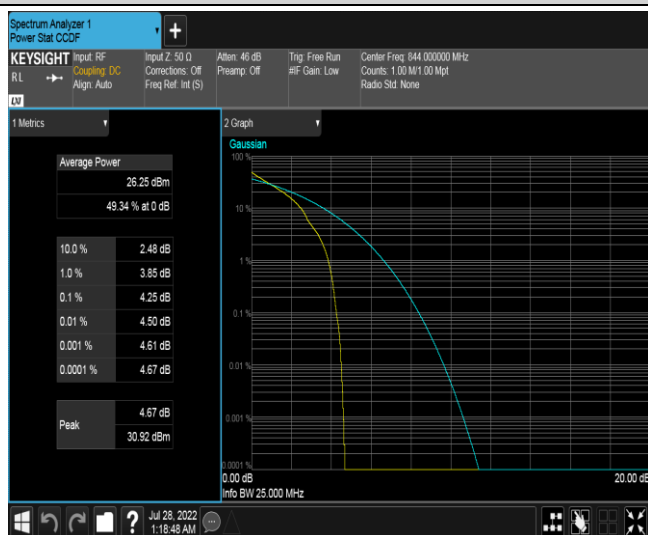 Spectrum Analyzer 1
Power Stat CCDF
+
KEYSIGHT
RL
LXI
Input: RF
Coupling: DC
Align: Auto
Input Z: 50 Ω
Corrections: Off
Freq Ref: Int (S)
Atten: 46 dB
Preamp: Off
Trig: Free Run
#IF Gain: Low
Center Freq: 844.000000 MHz
Counts: 1.00 M/1.00 Mpt
Radio Std: None
1 Metrics
Average Power
26.25 dBm
49.34 % at 0 dB
10.0 % 2.48 dB
1.0 % 3.85 dB
0.1 % 4.25 dB
0.01 % 4.50 dB
0.001 % 4.61 dB
0.0001 % 4.67 dB
Peak
4.67 dB
30.92 dBm
2 Graph
Gaussian
100 %
10 %
1 %
0.1 %
0.01 %
0.001 %
0.0001 %
0.00 dB 20.00 dB
Info BW 25.000 MHz
?
Jul 28, 2022
1:18:48 AM